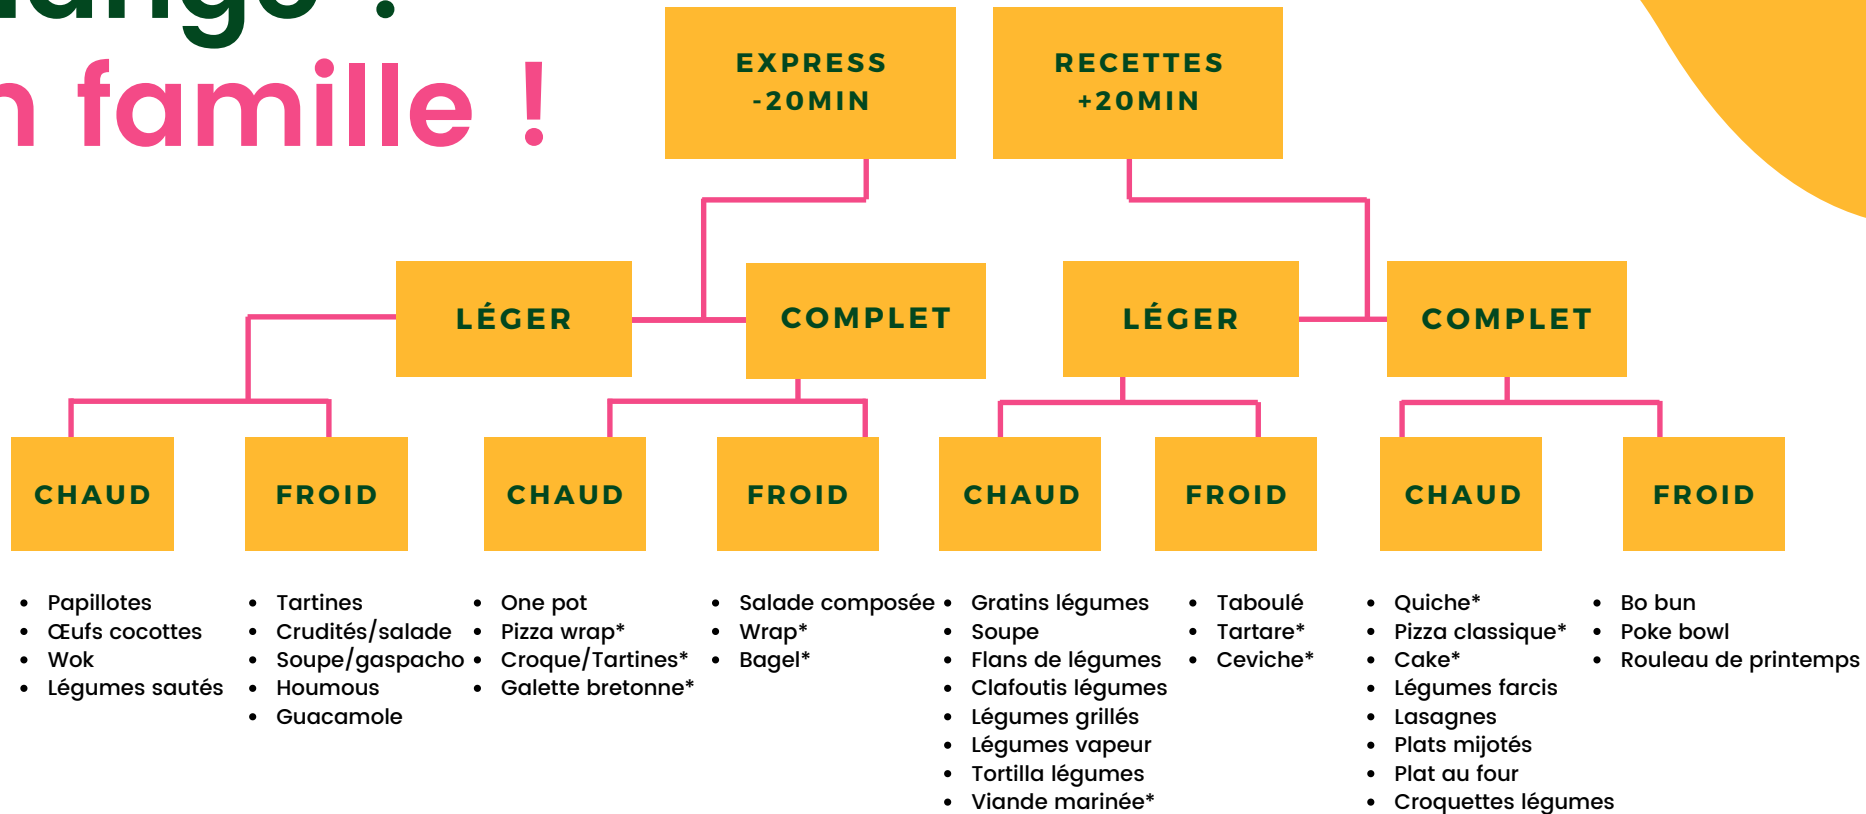 n famille !
EXPRESS
-20MIN
RECETTES
+20MIN
LÉGER
COMPLET
LÉGER
COMPLET
CHAUD
FROID
CHAUD
FROID
CHAUD
FROID
CHAUD
FROID
• Papillotes
• Œufs cocottes
• Wok
• Légumes sautés
• Tartines
• Crudités/salade
• Soupe/gaspacho
• Houmous
• Guacamole
• One pot
• Pizza wrap*
• Croque/Tartines*
• Galette bretonne*
• Salade composée
• Wrap*
• Bagel*
• Gratins légumes
• Soupe
• Flans de légumes
• Clafoutis légumes
• Légumes grillés
• Légumes vapeur
• Tortilla légumes
• Viande marinée*
• Taboulé
• Tartare*
• Ceviche*
• Quiche*
• Pizza classique*
• Cake*
• Légumes farcis
• Lasagnes
• Plats mijotés
• Plat au four
• Croquettes légumes
• Bo bun
• Poke bowl
• Rouleau de printemps